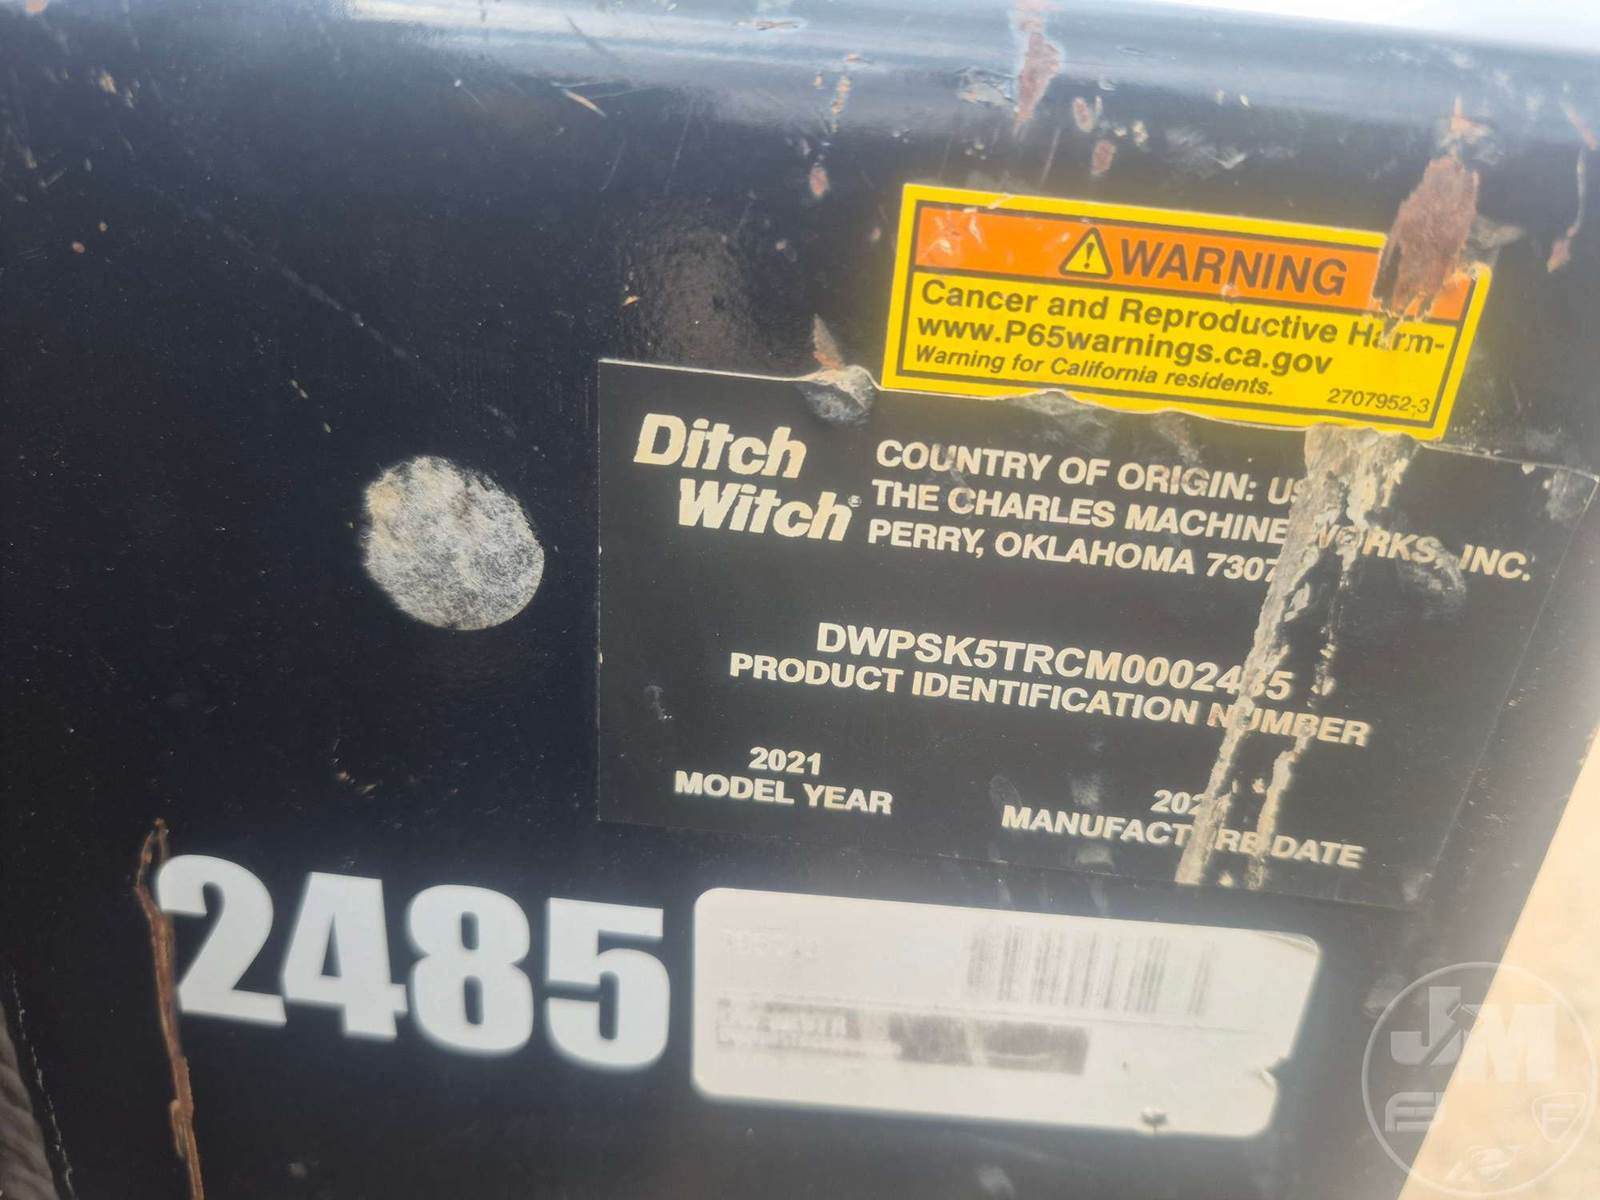 WARNING
Cancer and Reproductive Harm-
www.P65warnings.ca.gov
Warning for California residents.
2707952-3
Ditch
Witch®
COUNTRY OF ORIGIN:
THE CHARLES MACHINE WORKS, INC.
PERRY, OKLAHOMA
DWPSK5TRCM0002485
PRODUCT IDENTIFICATION NUMBER
2021
MODEL YEAR
MANUFACTURE DATE
2485
JM